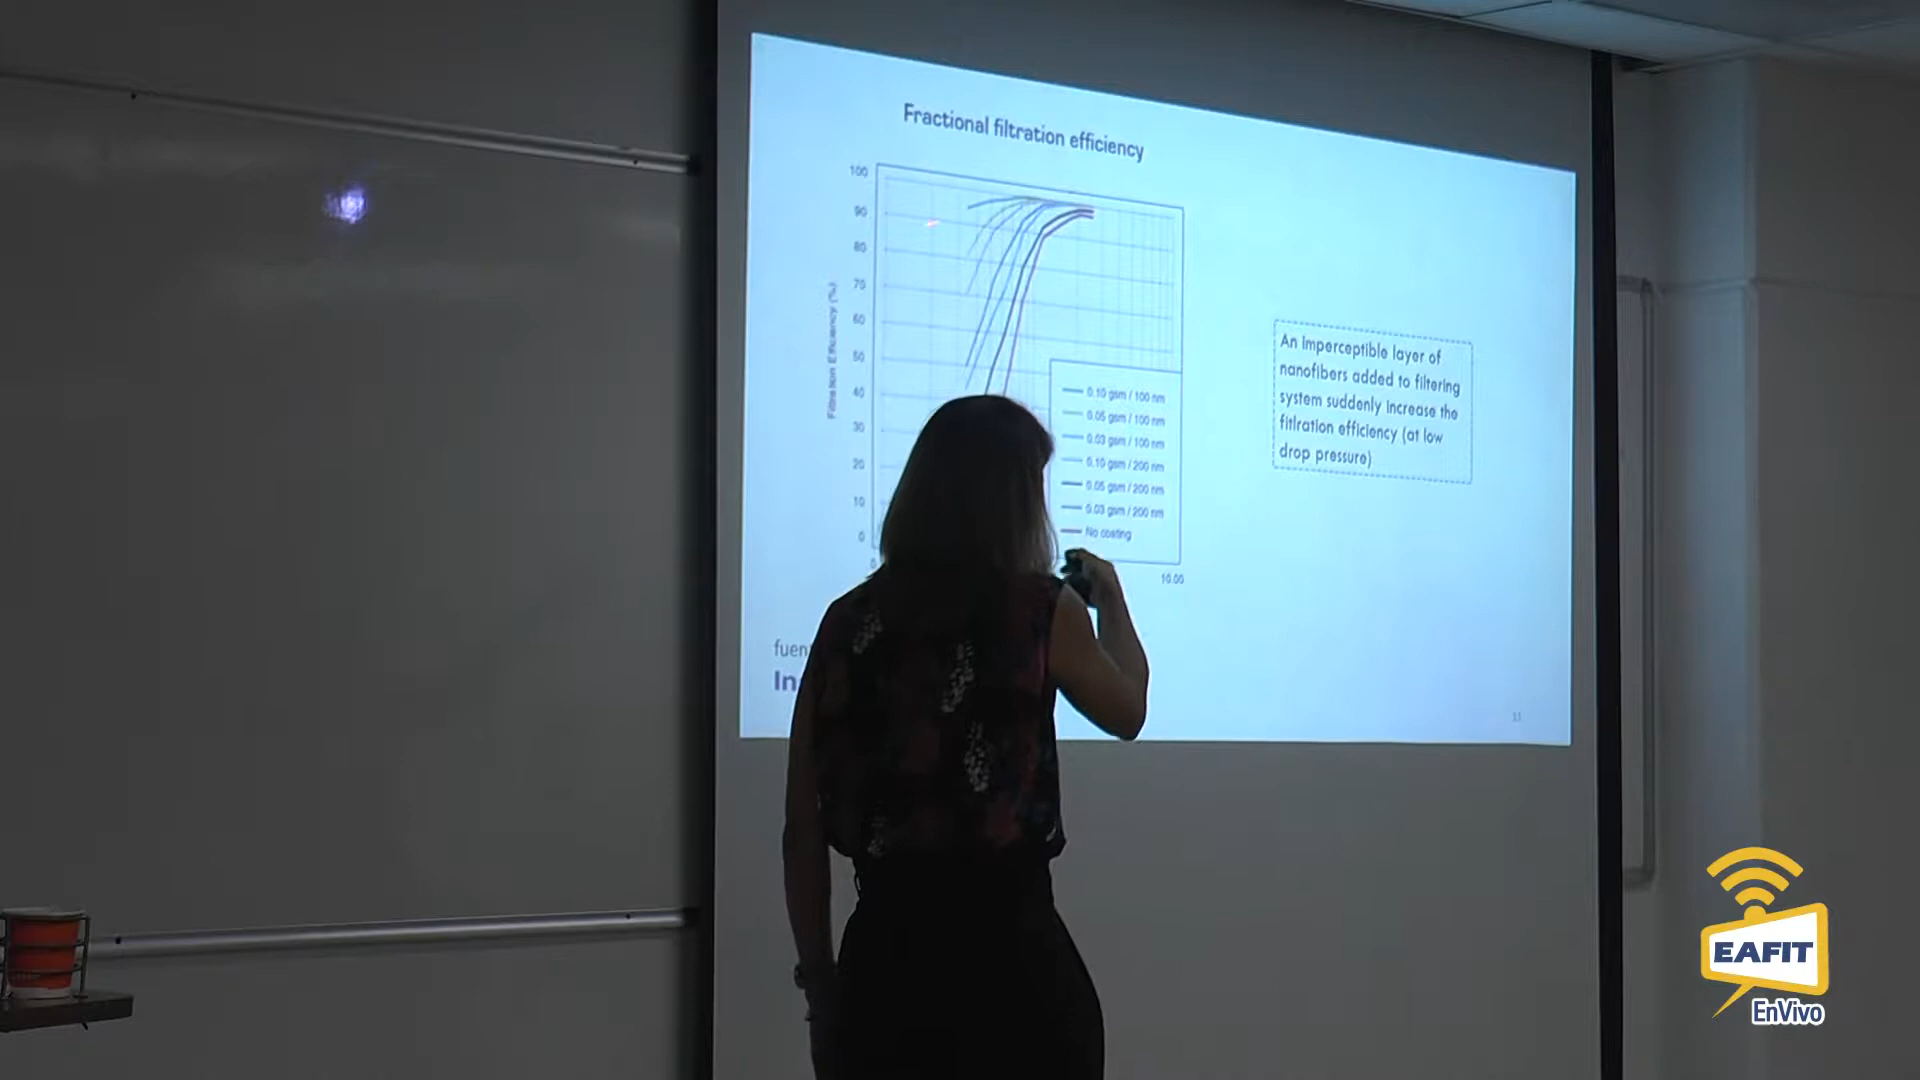 Fractional filtration efficiency
100
90
80
70
60
50
40
30
20
10
0
Filtration Efficiency (%)
0.10 gsm / 100 nm
0.05 gsm / 100 nm
0.03 gsm / 100 nm
0.10 gsm / 200 nm
0.05 gsm / 200 nm
0.03 gsm / 200 nm
No coating
0
10.00
An imperceptible layer of
nanofibers added to filtering
system suddenly increase the
fitlration efficiency (at low
drop pressure)
fuen
In
11
EAFIT
EnVivo